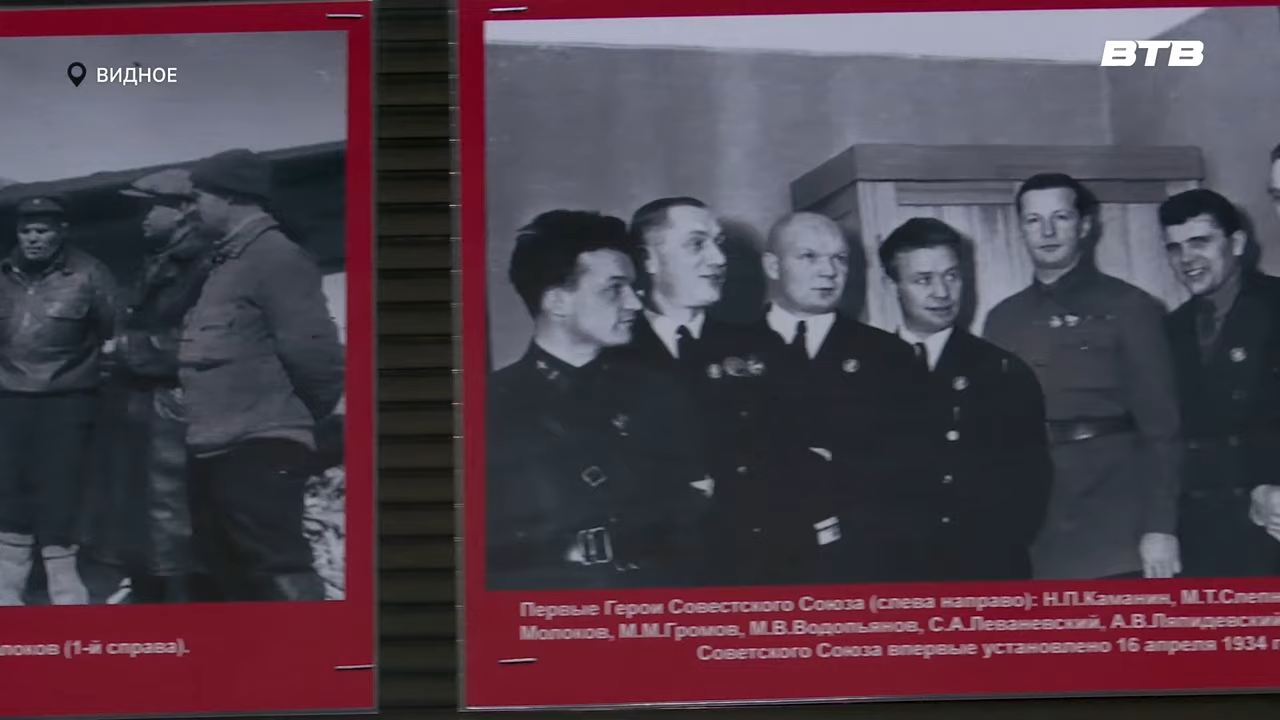 ВИДНОЕ
ВТВ
(1-й справа).
Первые Герои Совестского Союза (слева направо): Н.П.Каманин, М.Т.Слепн
Молоков, М.М.Громов, М.В.Водопьянов, С.А.Леваневский, А.В.Ляпидевский
Советского Союза впервые установлено 16 апреля 1934 г